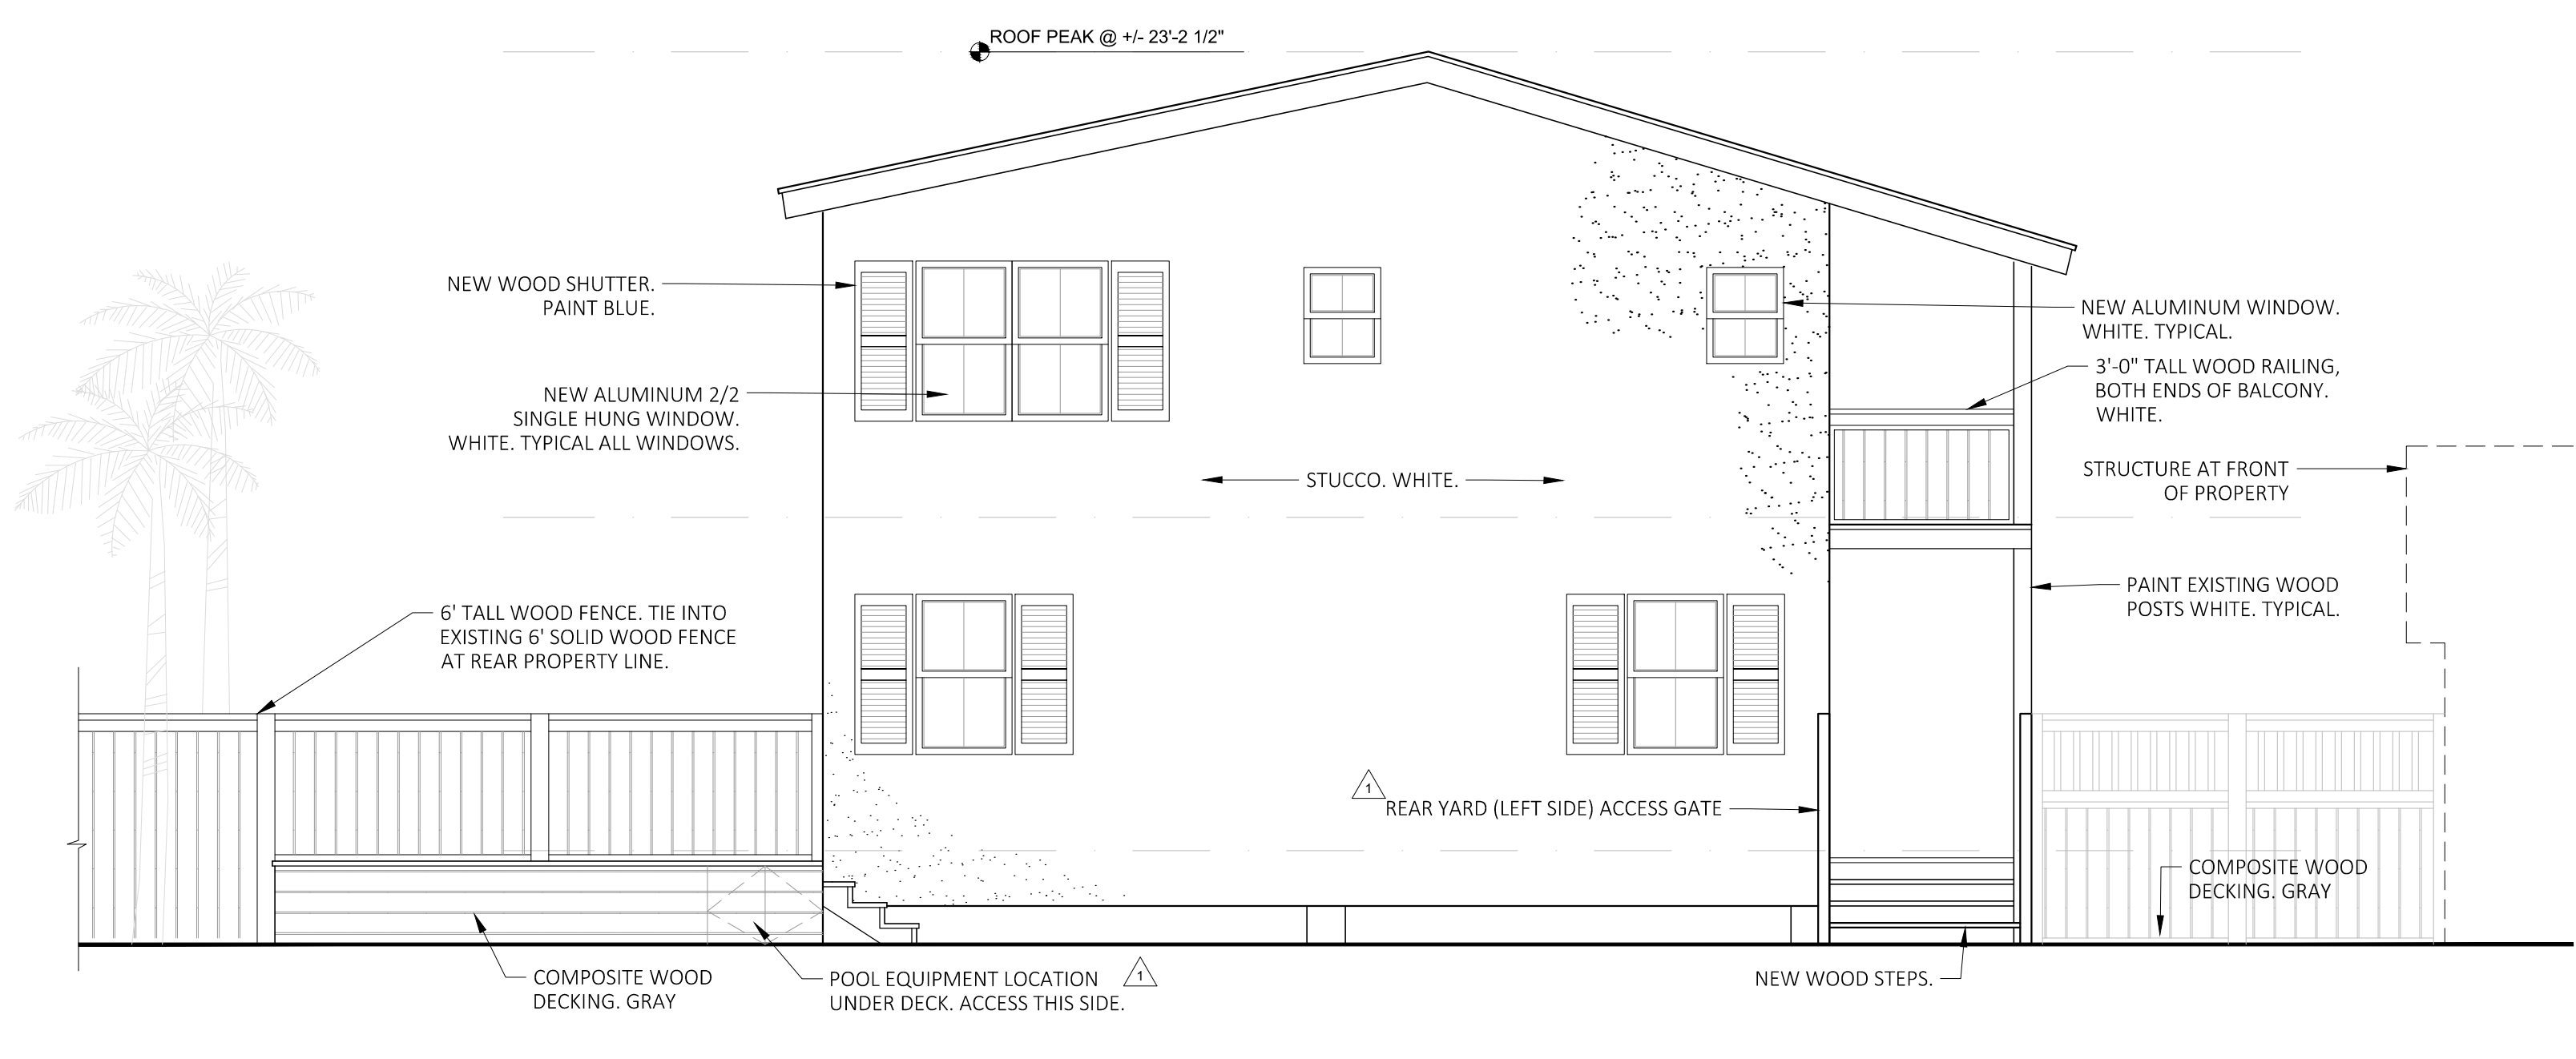 ROOF PEAK @ +/- 23'-2 1/2"
NEW WOOD SHUTTER.
PAINT BLUE.
NEW ALUMINUM WINDOW.
WHITE. TYPICAL.
3'-0" TALL WOOD RAILING,
BOTH ENDS OF BALCONY.
WHITE.
NEW ALUMINUM 2/2
SINGLE HUNG WINDOW.
WHITE. TYPICAL ALL WINDOWS.
STUCCO. WHITE.
STRUCTURE AT FRONT
OF PROPERTY
PAINT EXISTING WOOD
POSTS WHITE. TYPICAL.
6' TALL WOOD FENCE. TIE INTO
EXISTING 6' SOLID WOOD FENCE
AT REAR PROPERTY LINE.
1
REAR YARD (LEFT SIDE) ACCESS GATE
COMPOSITE WOOD
DECKING. GRAY
COMPOSITE WOOD
DECKING. GRAY
POOL EQUIPMENT LOCATION
UNDER DECK. ACCESS THIS SIDE.
1
NEW WOOD STEPS.